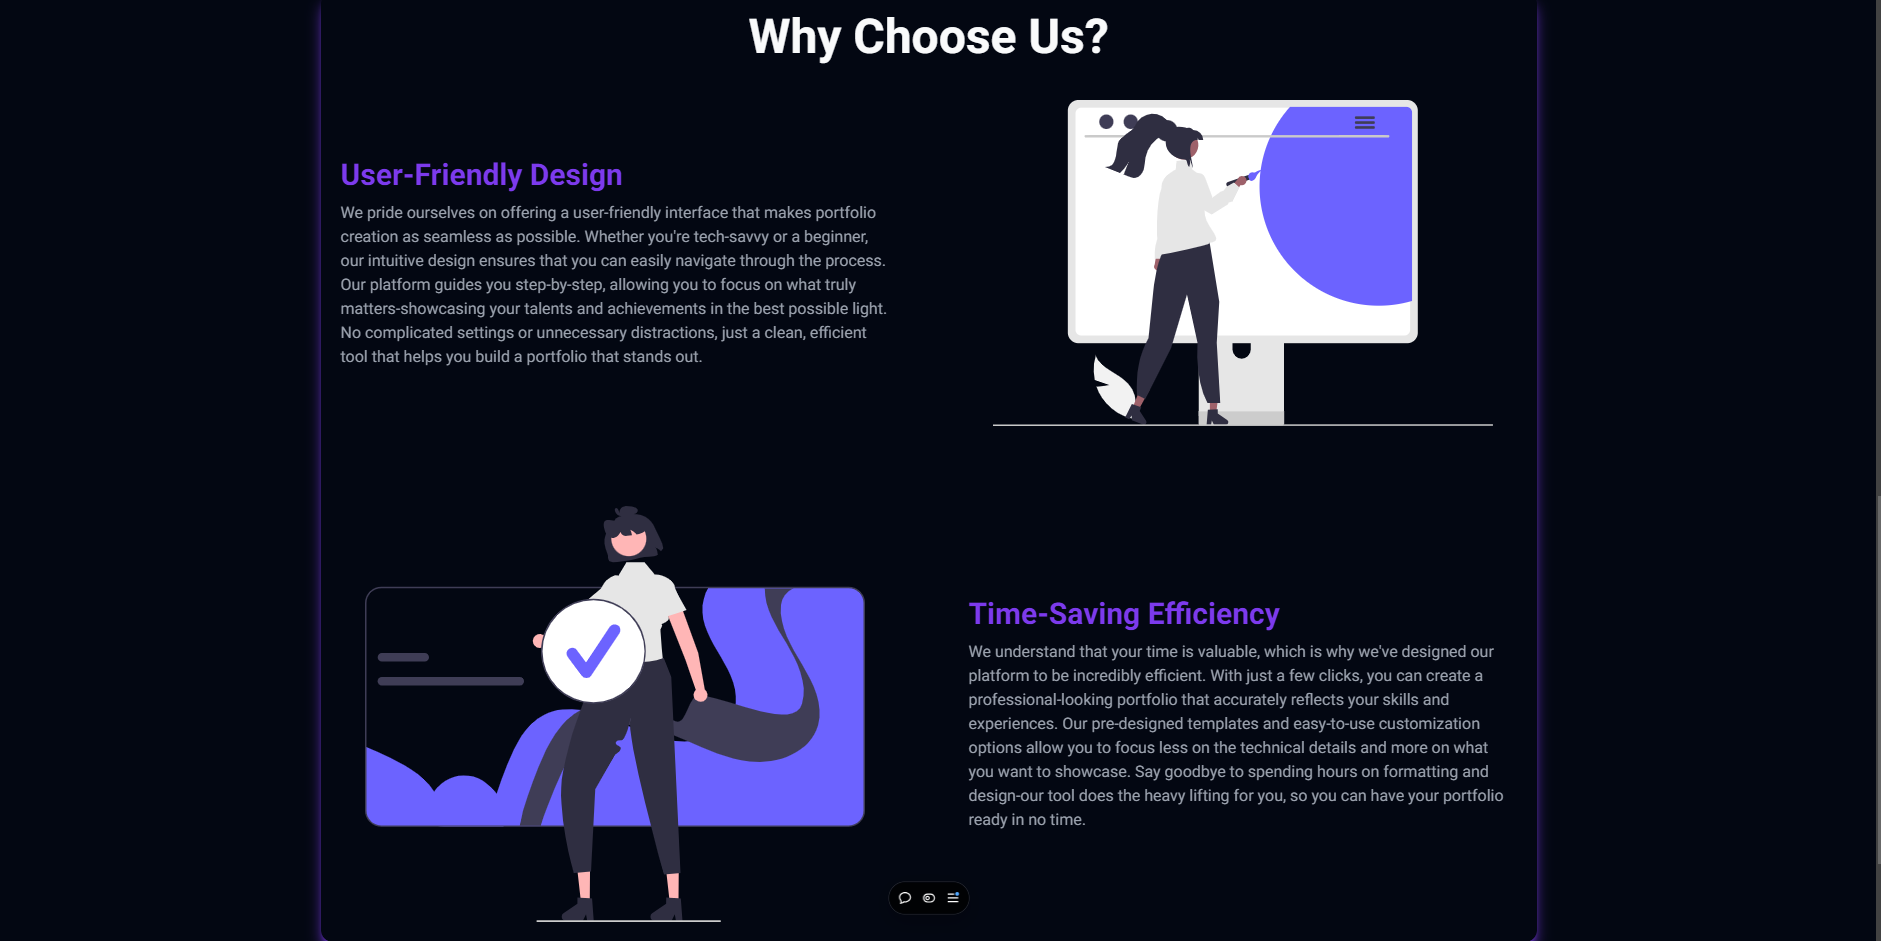 Why Choose Us?
User-Friendly Design
We pride ourselves on offering a user-friendly interface that makes portfolio
creation as seamless as possible. Whether you're tech-savvy or a beginner,
our intuitive design ensures that you can easily navigate through the process.
Our platform guides you step-by-step, allowing you to focus on what truly
matters-showcasing your talents and achievements in the best possible light.
No complicated settings or unnecessary distractions, just a clean, efficient
tool that helps you build a portfolio that stands out.
Time-Saving Efficiency
We understand that your time is valuable, which is why we've designed our
platform to be incredibly efficient. With just a few clicks, you can create a
professional-looking portfolio that accurately reflects your skills and
experiences. Our pre-designed templates and easy-to-use customization
options allow you to focus less on the technical details and more on what
you want to showcase. Say goodbye to spending hours on formatting and
design-our tool does the heavy lifting for you, so you can have your portfolio
ready in no time.